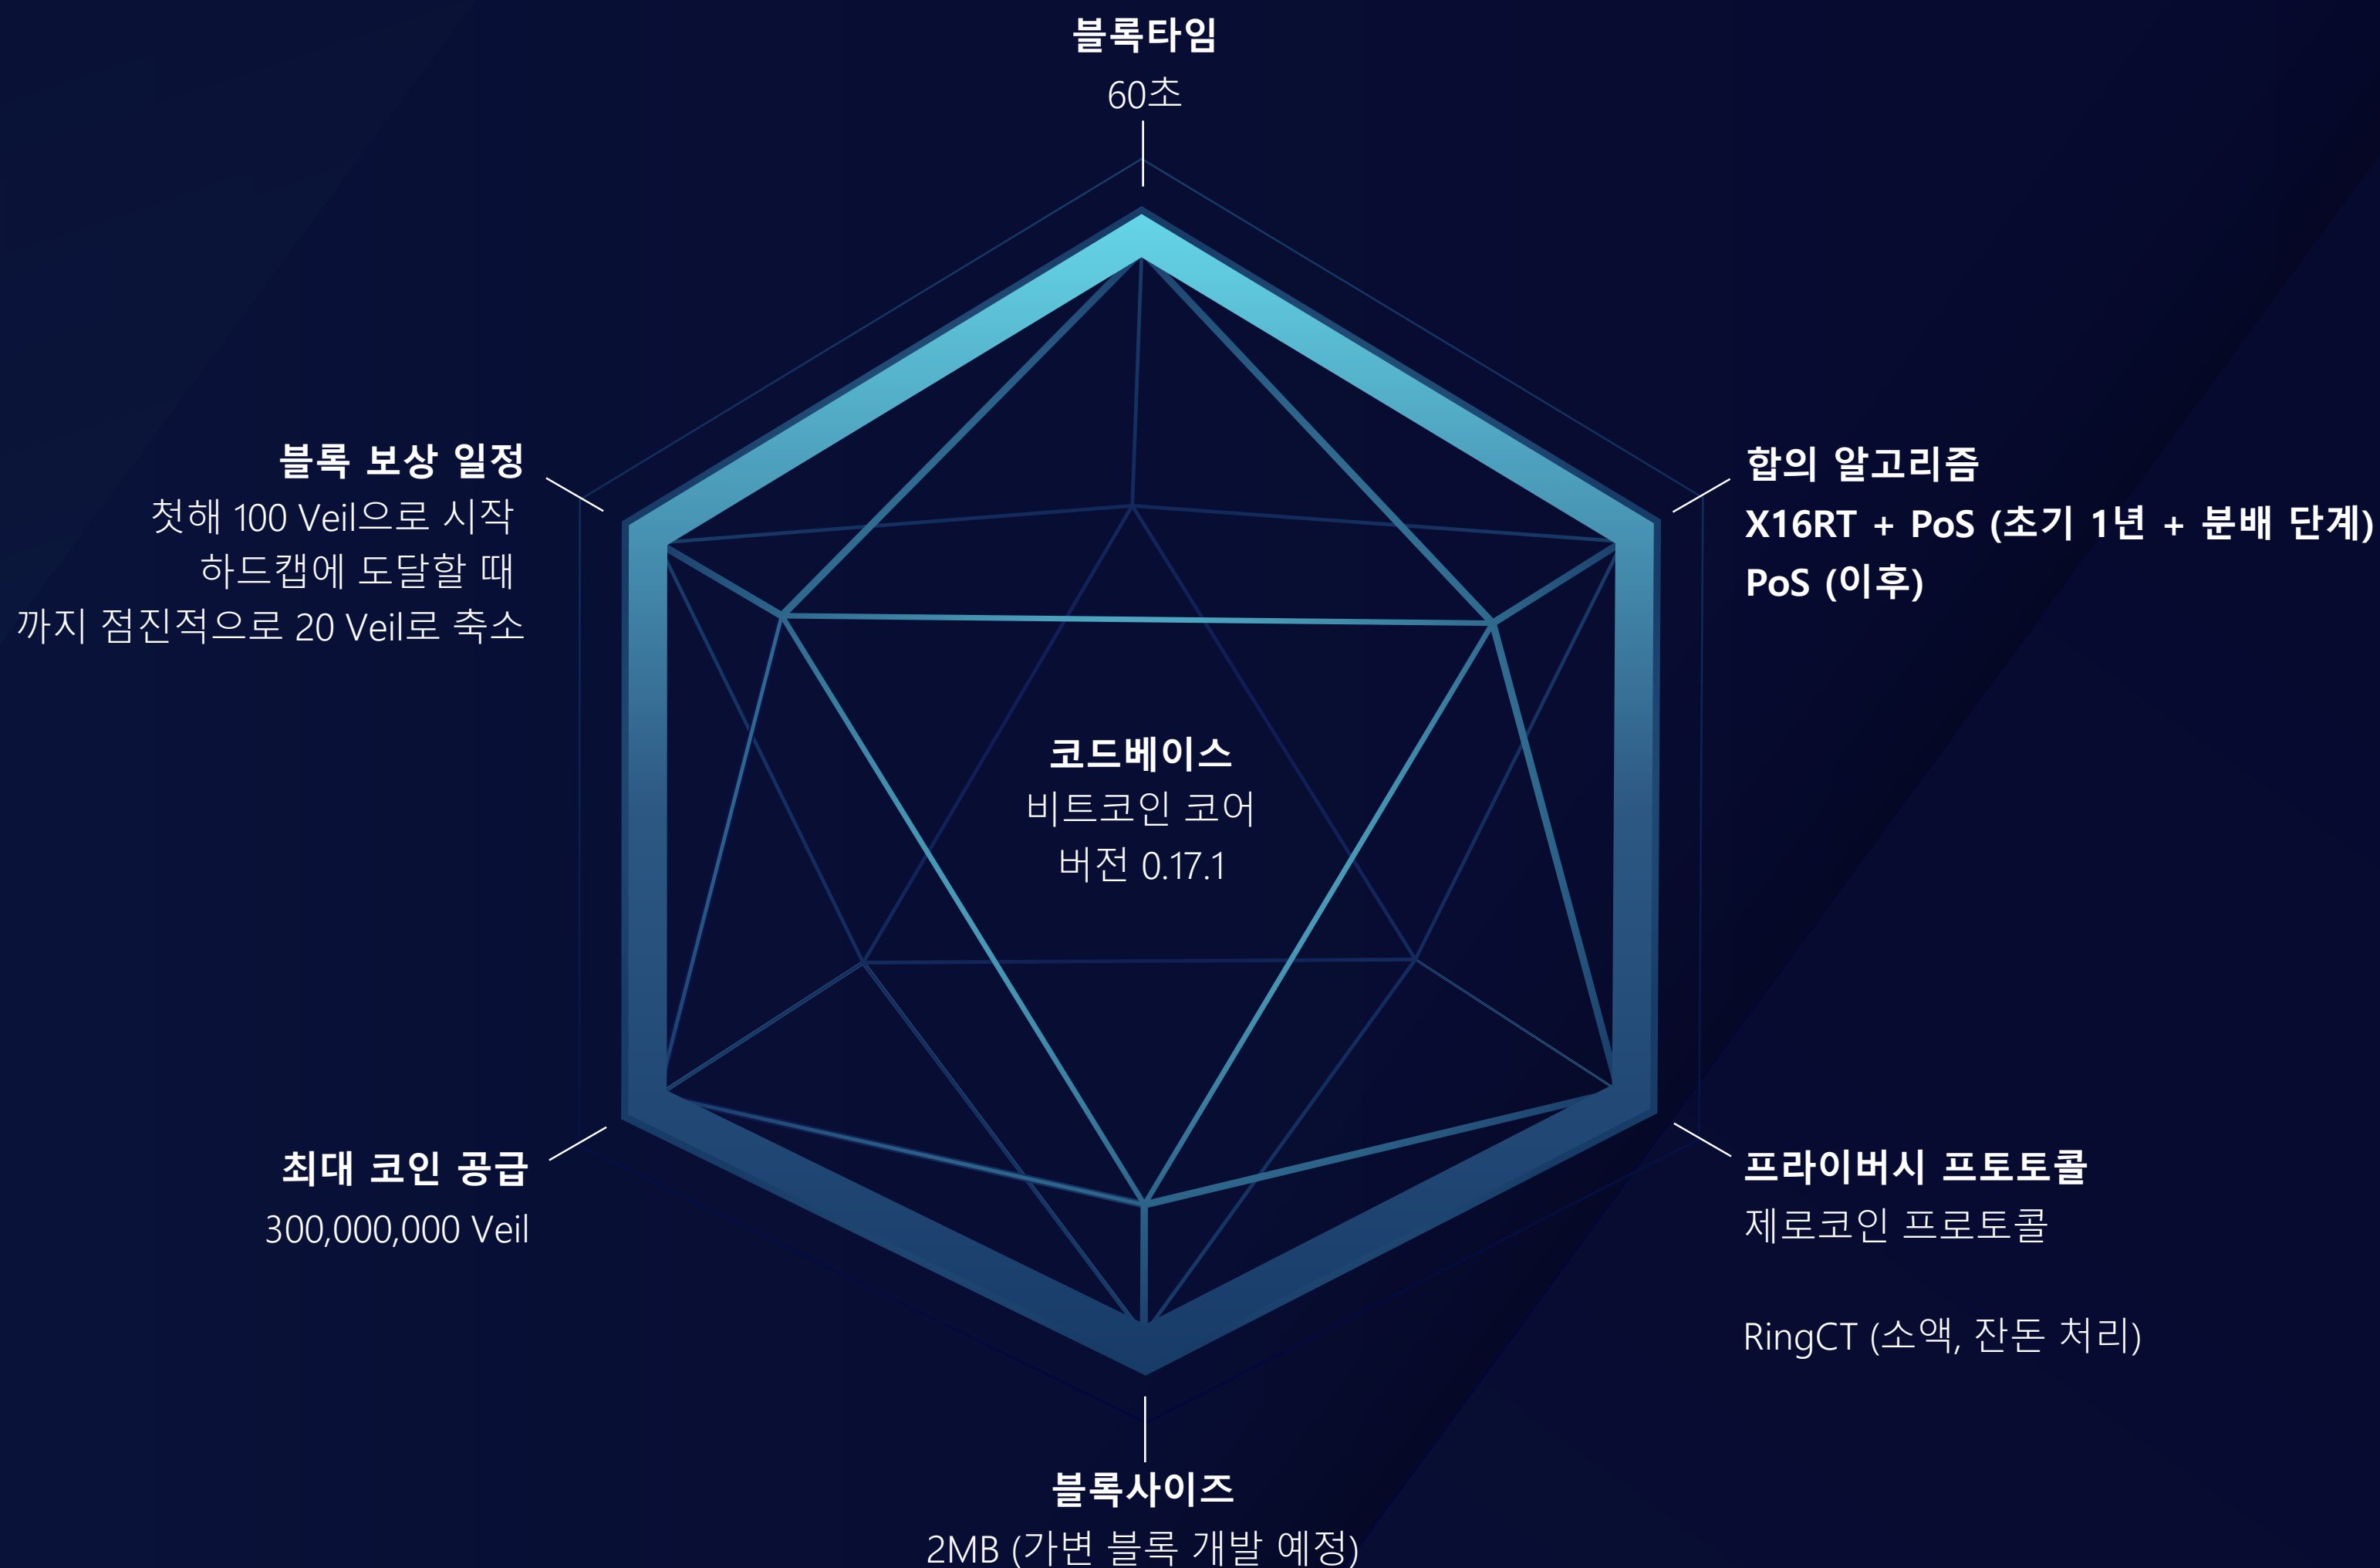 블록타임
60초
블록 보상 일정
첫해 100 Veil으로 시작
하드캡에 도달할 때
까지 점진적으로 20 Veil로 축소
합의 알고리즘
X16RT + PoS (초기 1년 + 분배 단계)
PoS (이후)
코드베이스
비트코인 코어
버전 0.17.1
최대 코인 공급
300,000,000 Veil
프라이버시 프토토콜
제로코인 프로토콜
RingCT (소액, 잔돈 처리)
블록사이즈
2MB (가변 블록 개발 예정)